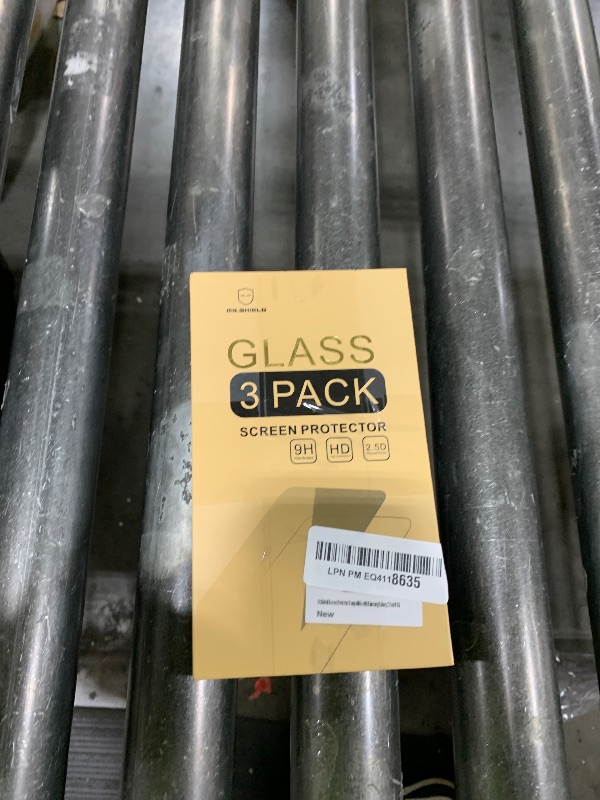 MR.SHIELD
GLASS
3 PACK
SCREEN PROTECTOR
9H
HD
2.5D
LPN PM EQ4118635
New